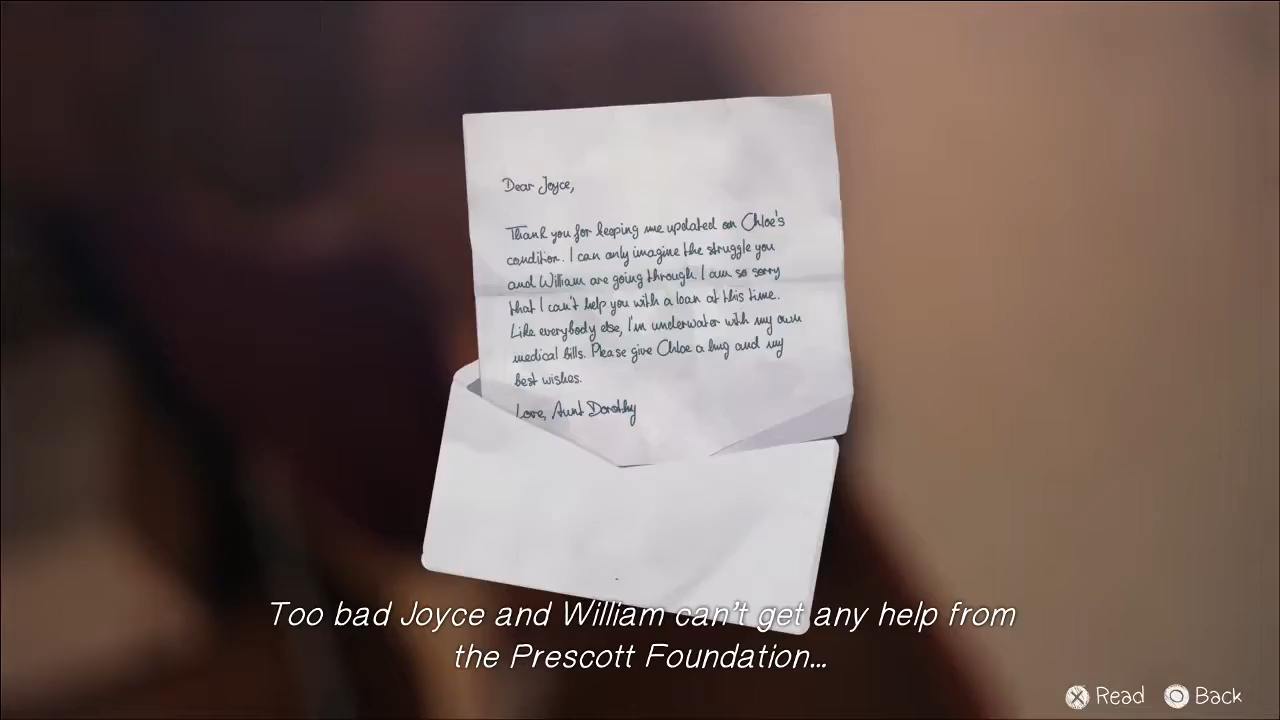 Dear Joyce,
Thank you for keeping me updated on Chloe's
condition. I can only imagine the struggle you
and William are going through. I am so sorry
that I can't help you with a loan at this time.
Like everybody else, I'm underwater with my own
medical bills. Please give Chloe a hug and my
best wishes.
Love, Aunt Dorothy
Too bad Joyce and William can't get any help from
the Prescott Foundation...
Read Back